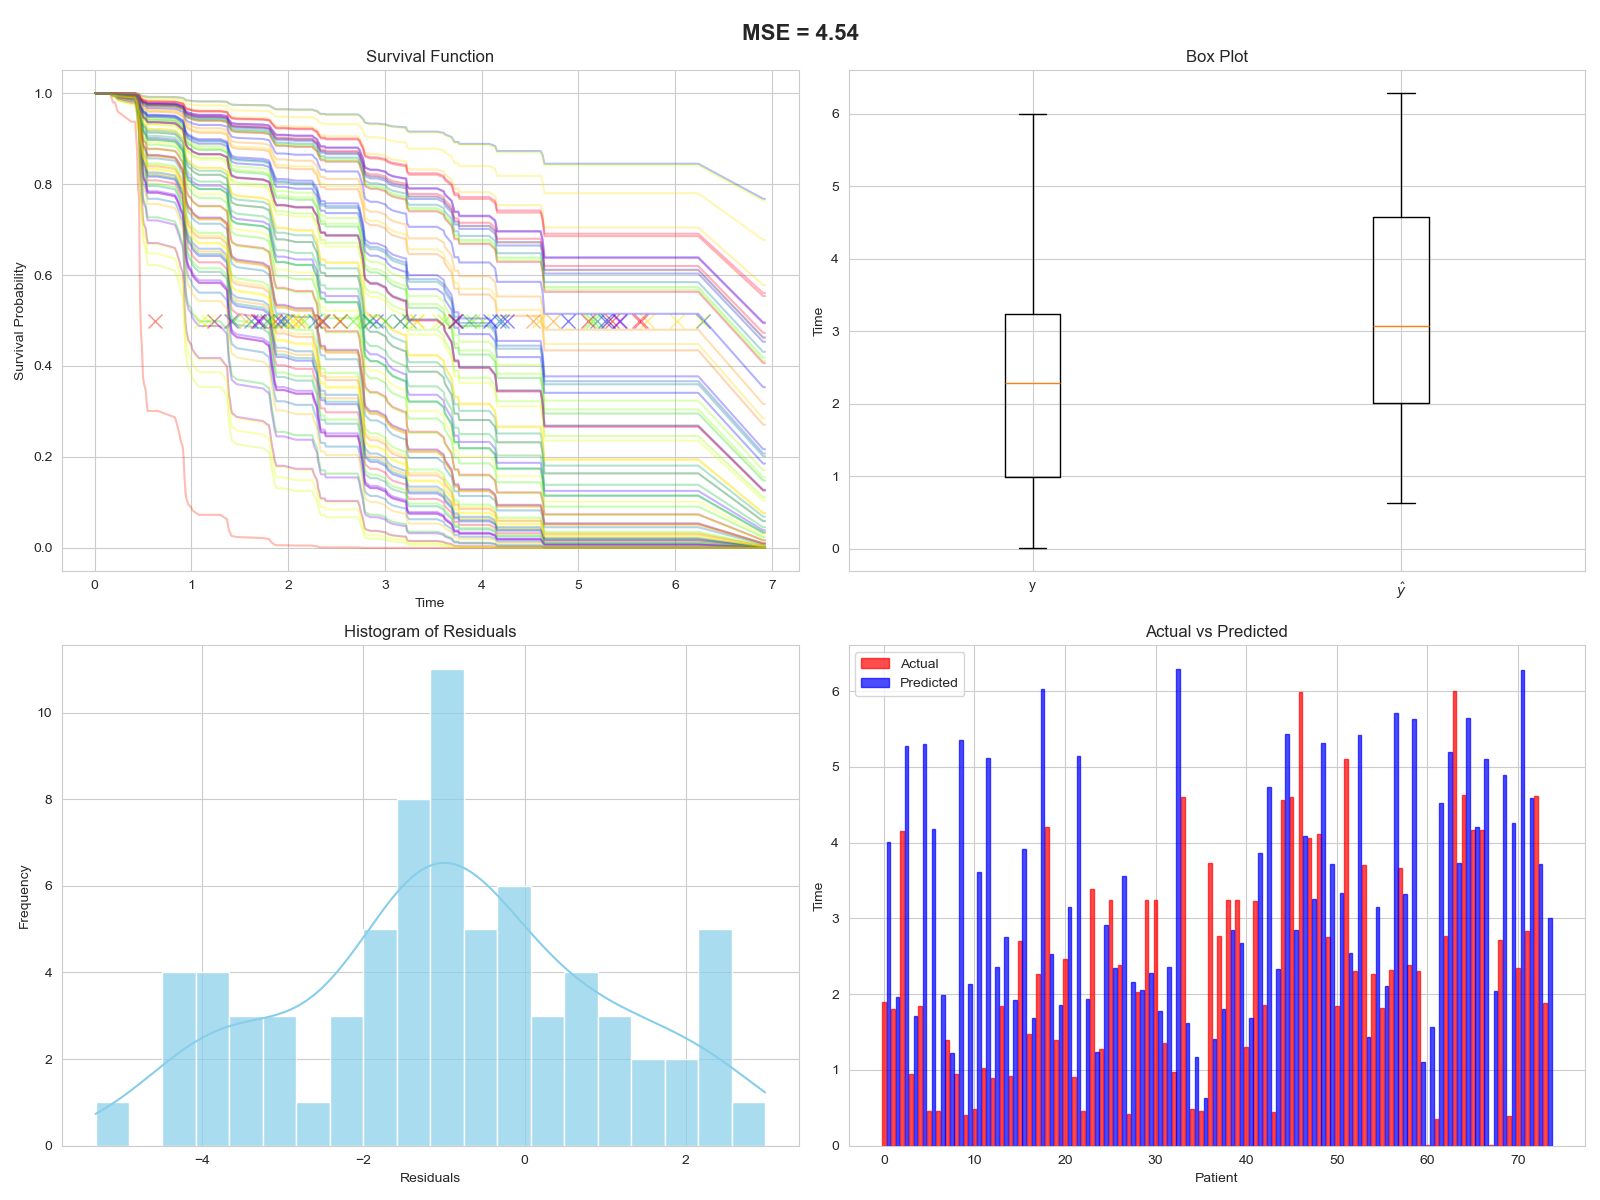 MSE = 4.54
Survival Function
1.0
0.8
0.6
0.4
0.2
0.0
Survival Probability
0 1 2 3 4 5 6 7
Time
Box Plot
6
5
4
3
2
1
0
Time
y ŷ
Histogram of Residuals
10
8
6
4
2
0
Frequency
−4 −2 0 2
Residuals
Actual vs Predicted
Actual
Predicted
6
5
4
3
2
1
0
Time
0 10 20 30 40 50 60 70
Patient